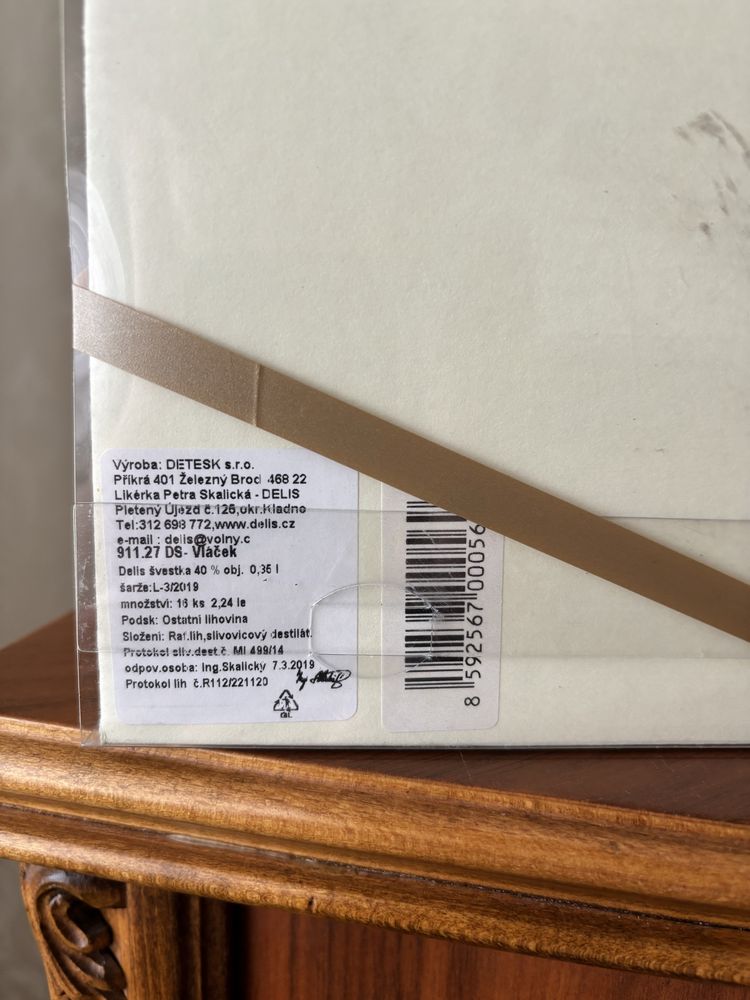 Výroba: DETESK s.r.o.
Příkrá 401 Železný Brod 468 22
Likérka Petra Skalická - DELIS
Pletený Újezd č.126,okr.Kladno
Tel:312 698 772,www.delis.cz
e-mail : delis@volny.c
911.27 DS- Vláček
Delis švestka 40 % obj. 0,35 l
šarže:L-3/2019
množství: 16 ks 2,24 le
Podsk: Ostatní lihovina
Složení: Raf.lih,slivovicový destilát.
Protokol sliv.dest.č. MI 499/14
odpov.osoba: Ing.Skalický 7.3.2019
Protokol lih č.R112/221120
8 592567 00056